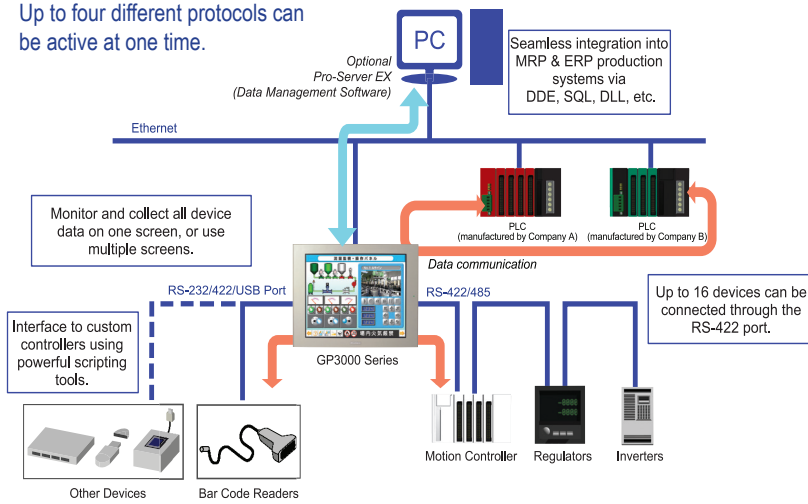 Up to four different protocols can
be active at one time.
PC
Optional
Pro-Server EX
(Data Management Software)
Seamless integration into
MRP & ERP production
systems via
DDE, SQL, DLL, etc.
Ethernet
Monitor and collect all device
data on one screen, or use
multiple screens.
PLC
(manufactured by Company A)
PLC
(manufactured by Company B)
Data communication
RS-232/422/USB Port
RS-422/485
Up to 16 devices can be
connected through the
RS-422 port.
Interface to custom
controllers using
powerful scripting
tools.
GP3000 Series
Other Devices
Bar Code Readers
Motion Controller
Regulators
Inverters